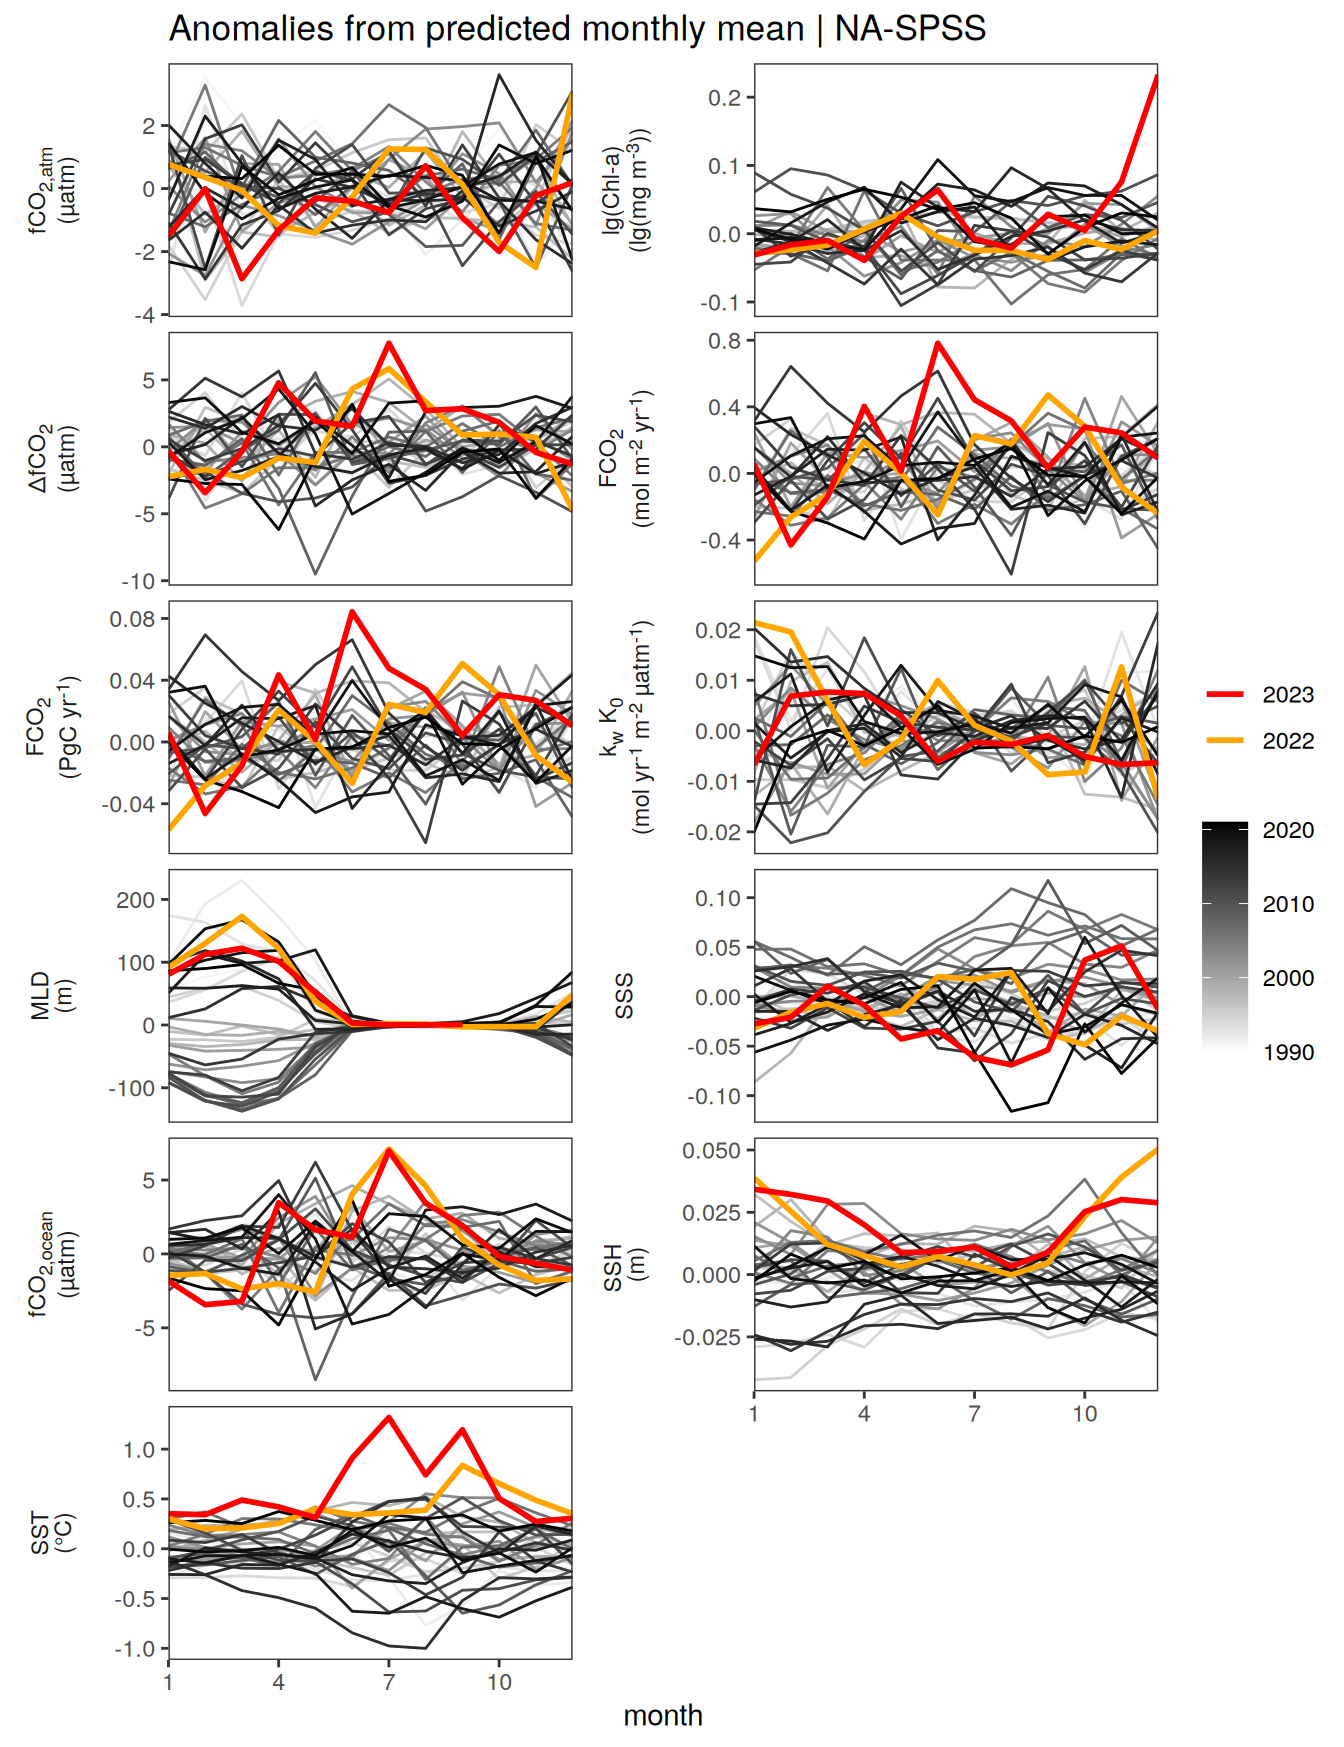 Anomalies from predicted monthly mean | NA-SPSS
fCO2,atm
(µatm)
2
0
-2
-4
lg(Chl-a)
(lg(mg m-3))
0.2
0.1
0.0
-0.1
ΔfCO2
(µatm)
5
0
-5
-10
FCO2
(mol m-2 yr-1)
0.8
0.4
0.0
-0.4
FCO2
(PgC yr-1)
0.08
0.04
0.00
-0.04
kw K0
(mol yr-1 m-2 µatm-1)
0.02
0.01
0.00
-0.01
-0.02
MLD
(m)
200
100
0
-100
SSS
0.10
0.05
0.00
-0.05
-0.10
fCO2,ocean
(µatm)
5
0
-5
SSH
(m)
0.050
0.025
0.000
-0.025
1 4 7 10
SST
(°C)
1.0
0.5
0.0
-0.5
-1.0
1 4 7 10
month
2023
2022
2020
2010
2000
1990